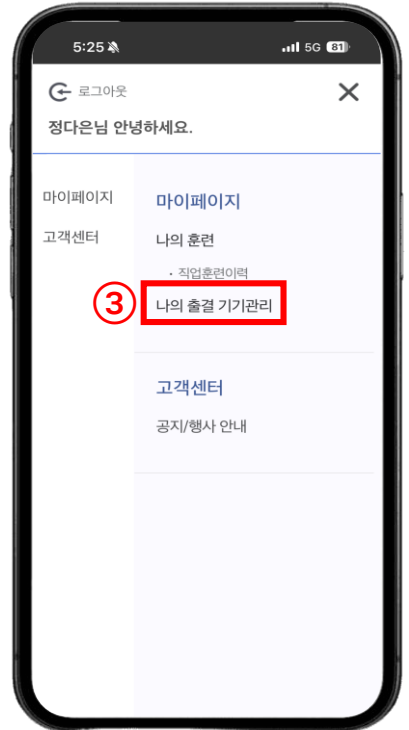 5:25 5G 81
로그아웃
정다은님 안녕하세요.
마이페이지
고객센터
마이페이지
나의 훈련
· 직업훈련이력
③ 나의 출결 기기관리
고객센터
공지/행사 안내